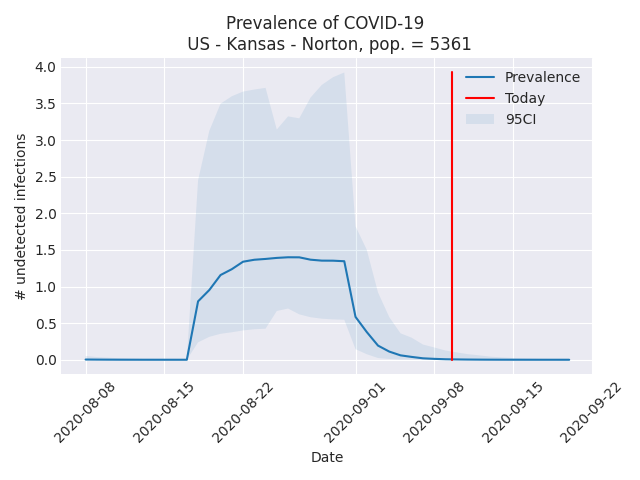 Prevalence of COVID-19
US - Kansas - Norton, pop. = 5361
4.0
3.5
3.0
2.5
2.0
1.5
1.0
0.5
0.0
# undetected infections
Prevalence
Today
95CI
2020-08-08
2020-08-15
2020-08-22
2020-09-01
2020-09-08
2020-09-15
2020-09-22
Date